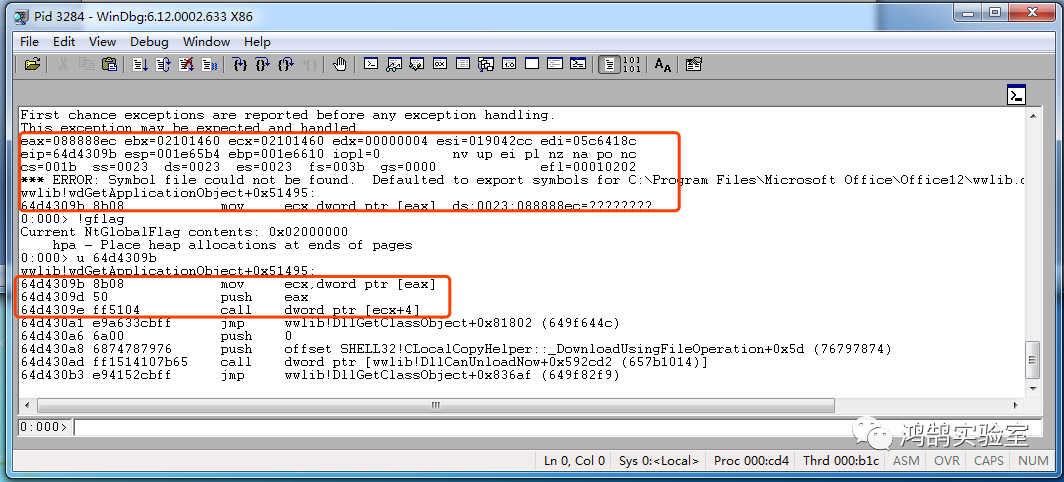 Pid 3284 - WinDbg:6.12.0002.633 X86
File Edit View Debug Window Help
First chance exceptions are reported before any exception handling.
This exception may be expected and handled.
eax=088888ec ebx=02101460 ecx=02101460 edx=00000004 esi=019042cc edi=05c6418c
eip=64d4309b esp=001e65b4 ebp=001e6610 iopl=0 nv up ei pl nz na po nc
cs=001b ss=0023 ds=0023 es=0023 fs=003b gs=0000 efl=00010202
*** ERROR: Symbol file could not be found. Defaulted to export symbols for C:\Program Files\Microsoft Office\Office12\wwlib.d
wwlib!wdGetApplicationObject+0x51495:
64d4309b 8b08 mov ecx,dword ptr [eax] ds:0023:088888ec=????????
0:000> !gflag
Current NtGlobalFlag contents: 0x02000000
hpa - Place heap allocations at ends of pages
0:000> u 64d4309b
wwlib!wdGetApplicationObject+0x51495:
64d4309b 8b08 mov ecx,dword ptr [eax]
64d4309d 50 push eax
64d4309e ff5104 call dword ptr [ecx+4]
64d430a1 e9a633cbff jmp wwlib!DllGetClassObject+0x81802 (649f644c)
64d430a6 6a00 push 0
64d430a8 6874787976 push offset SHELL32!CLocalCopyHelper::_DownloadUsingFileOperation+0x5d (76797874)
64d430ad ff1514107b65 call dword ptr [wwlib!DllCanUnloadNow+0x592cd2 (657b1014)]
64d430b3 e94152cbff jmp wwlib!DllGetClassObject+0x836af (649f82f9)
0:000>
鸿鹄实验室
Ln 0, Col 0 Sys 0:<Local> Proc 000:cd4 Thrd 000:b1c ASM OVR CAPS NUM